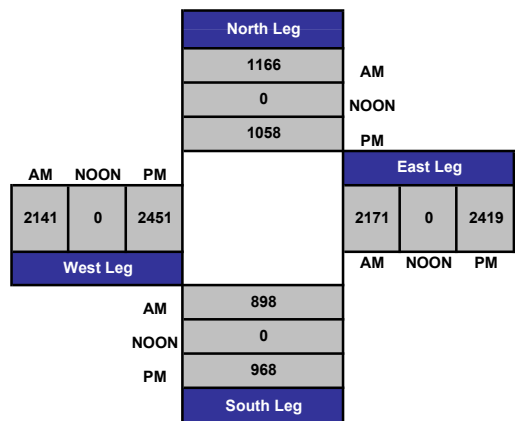 North Leg
1166 AM
0 NOON
1058 PM
AM NOON PM
East Leg
2141 0 2451
2171 0 2419
West Leg
AM NOON PM
AM 898
NOON 0
PM 968
South Leg